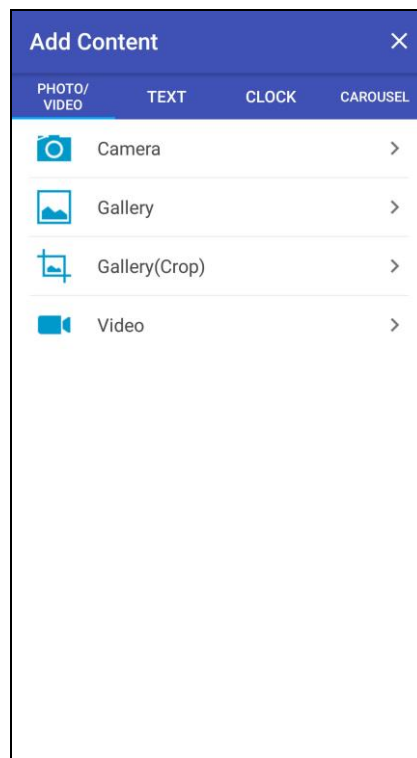 Add Content
PHOTO/
VIDEO
TEXT
CLOCK
CAROUSEL
Camera
Gallery
Gallery(Crop)
Video